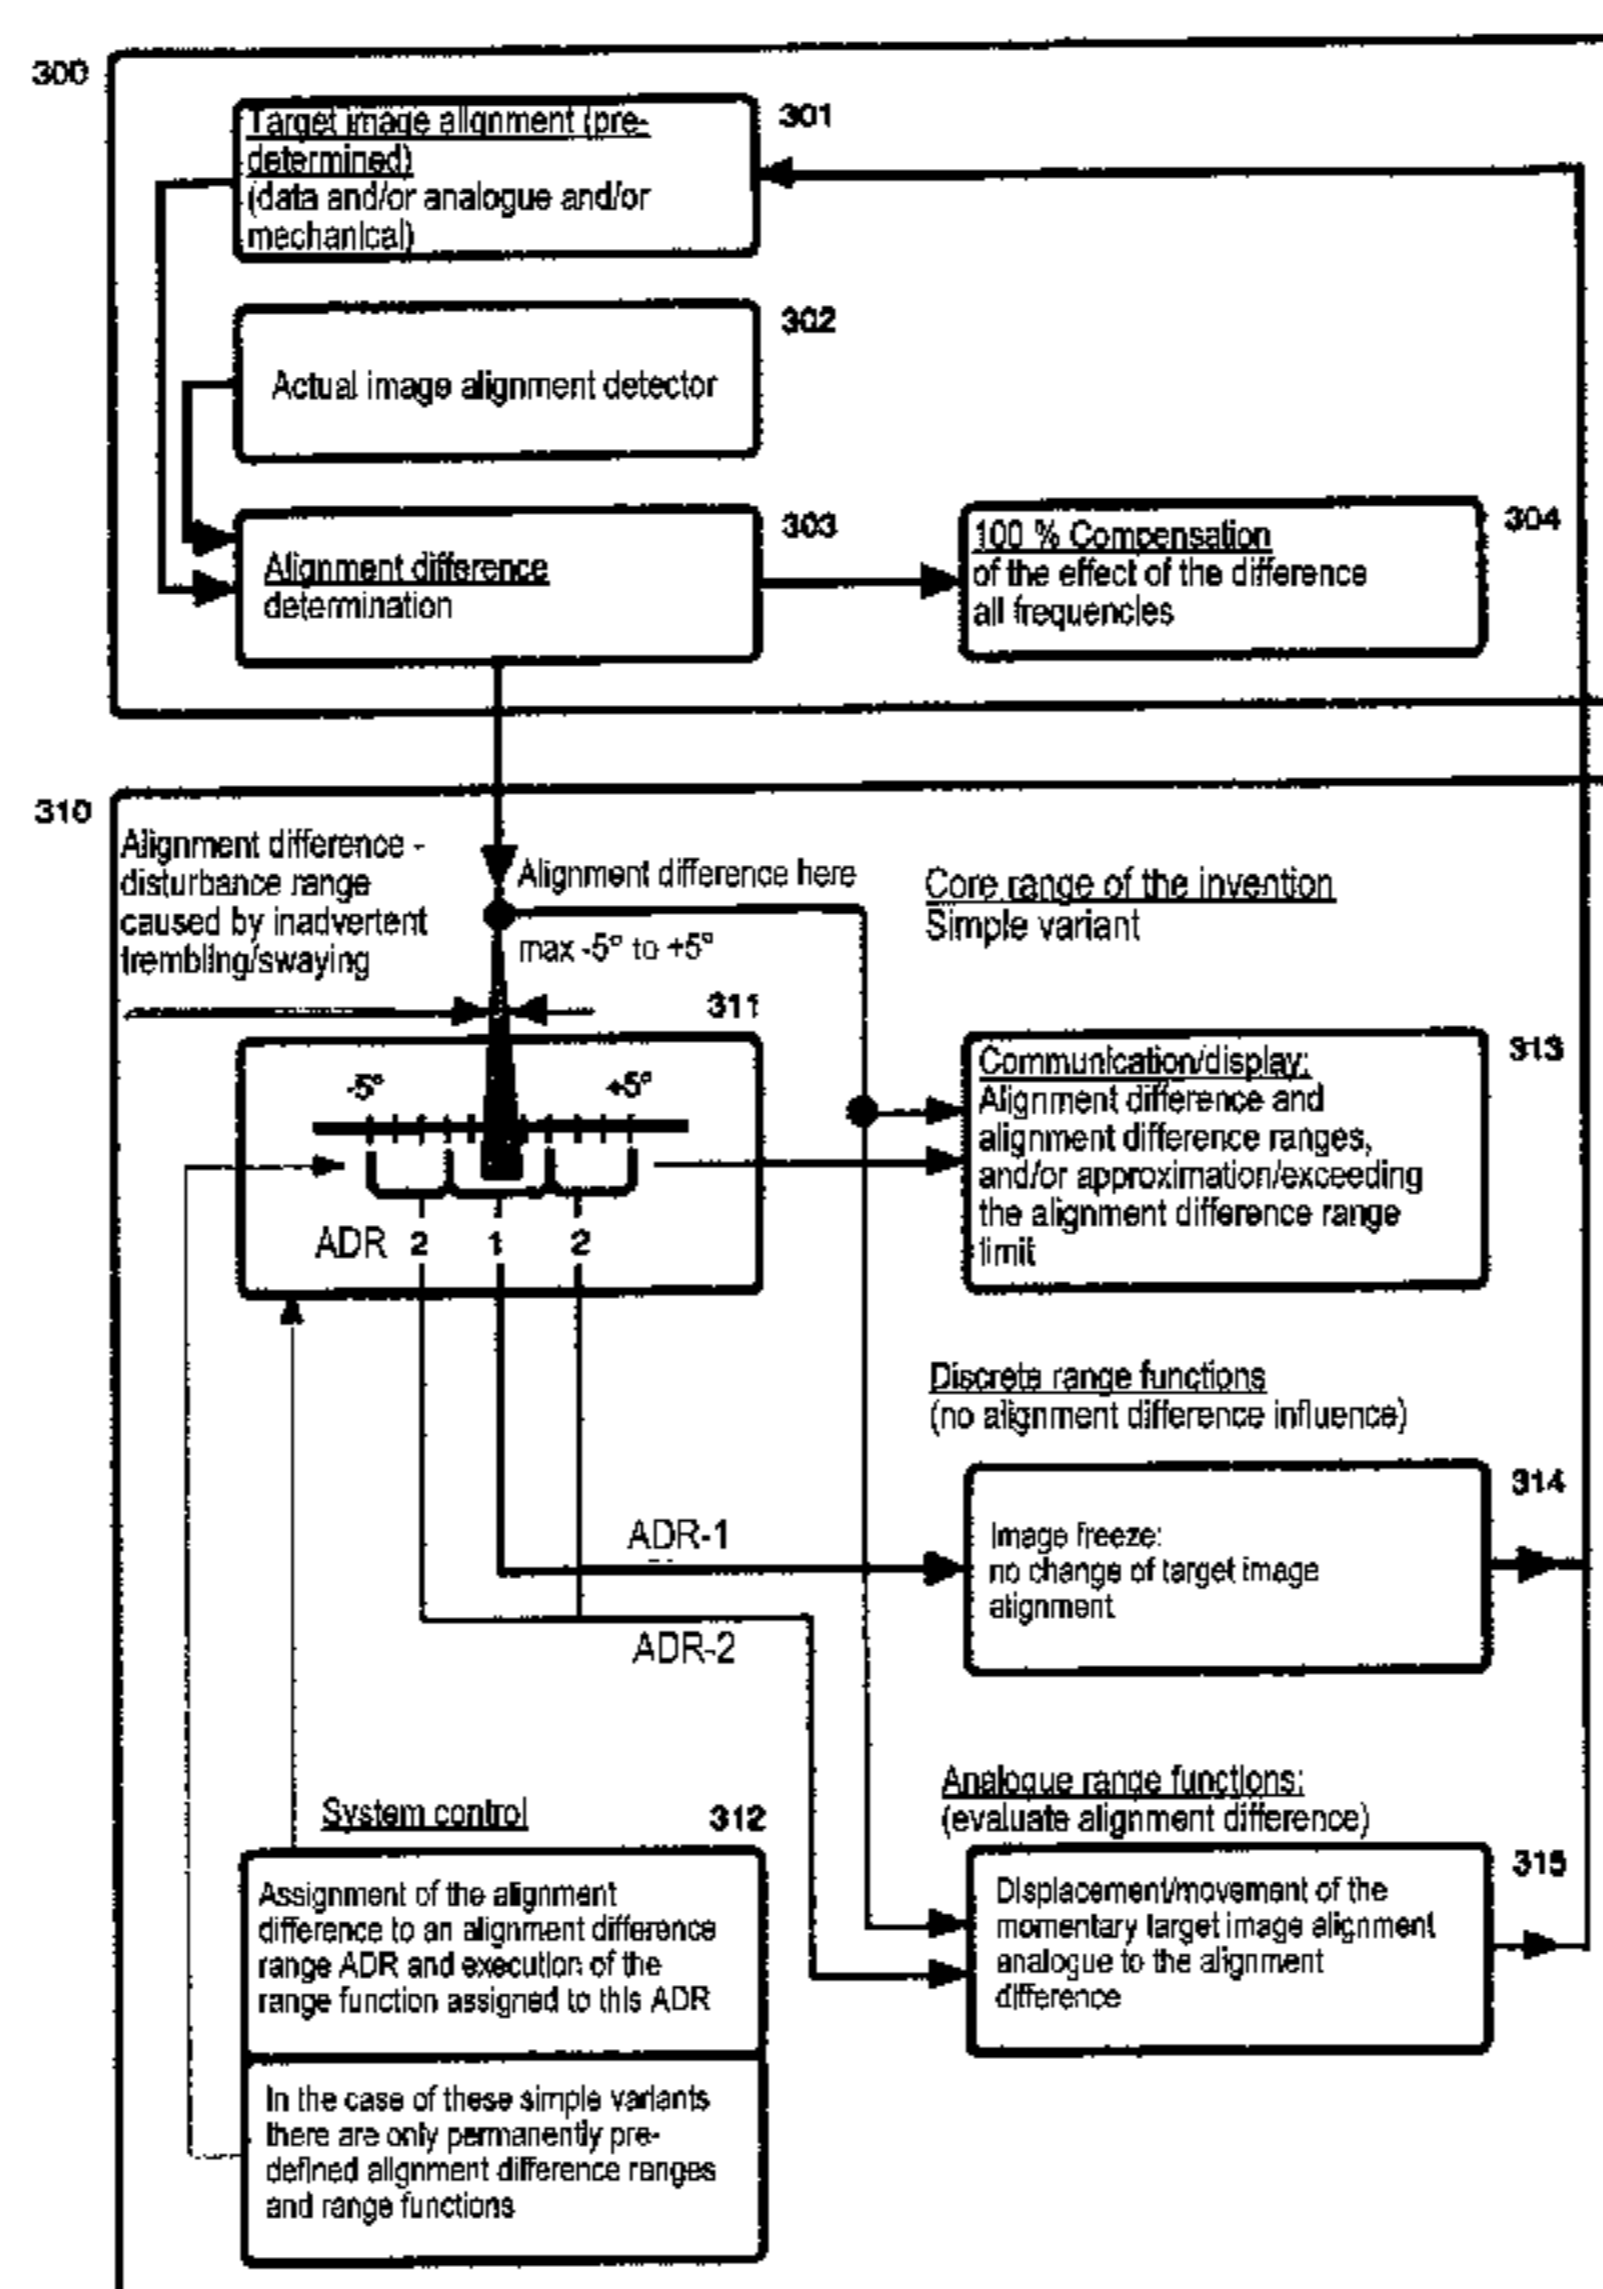 300
301
Target image alignment (pre-
determined)
(data and/or analogue and/or
mechanical)
302
Actual image alignment detector
303
Alignment difference
determination
304
100 % Compensation
of the effect of the difference
all frequencies
310
Alignment difference -
disturbance range
caused by inadvertent
trembling/swaying
Alignment difference here
max -5° to +5°
Core range of the invention
Simple variant
311
-5° +5°
ADR 2 1 2
313
Communication/display:
Alignment difference and
alignment difference ranges,
and/or approximation/exceeding
the alignment difference range
limit
Discrete range functions
(no alignment difference influence)
314
Image freeze:
no change of target image
alignment
ADR-1
ADR-2
Analogue range functions:
(evaluate alignment difference)
315
Displacement/movement of the
momentary target image alignment
analogue to the alignment
difference
System control
312
Assignment of the alignment
difference to an alignment difference
range ADR and execution of the
range function assigned to this ADR
In the case of these simple variants
there are only permanently pre-
defined alignment difference ranges
and range functions